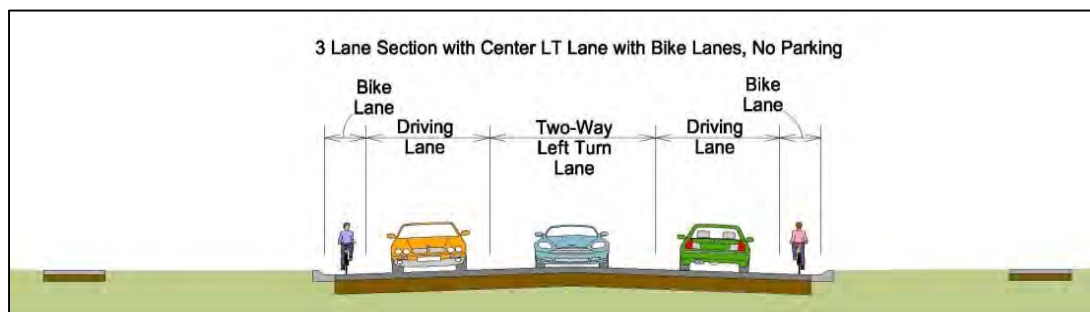 3 Lane Section with Center LT Lane with Bike Lanes, No Parking
Bike
Lane
Driving
Lane
Two-Way
Left Turn
Lane
Driving
Lane
Bike
Lane